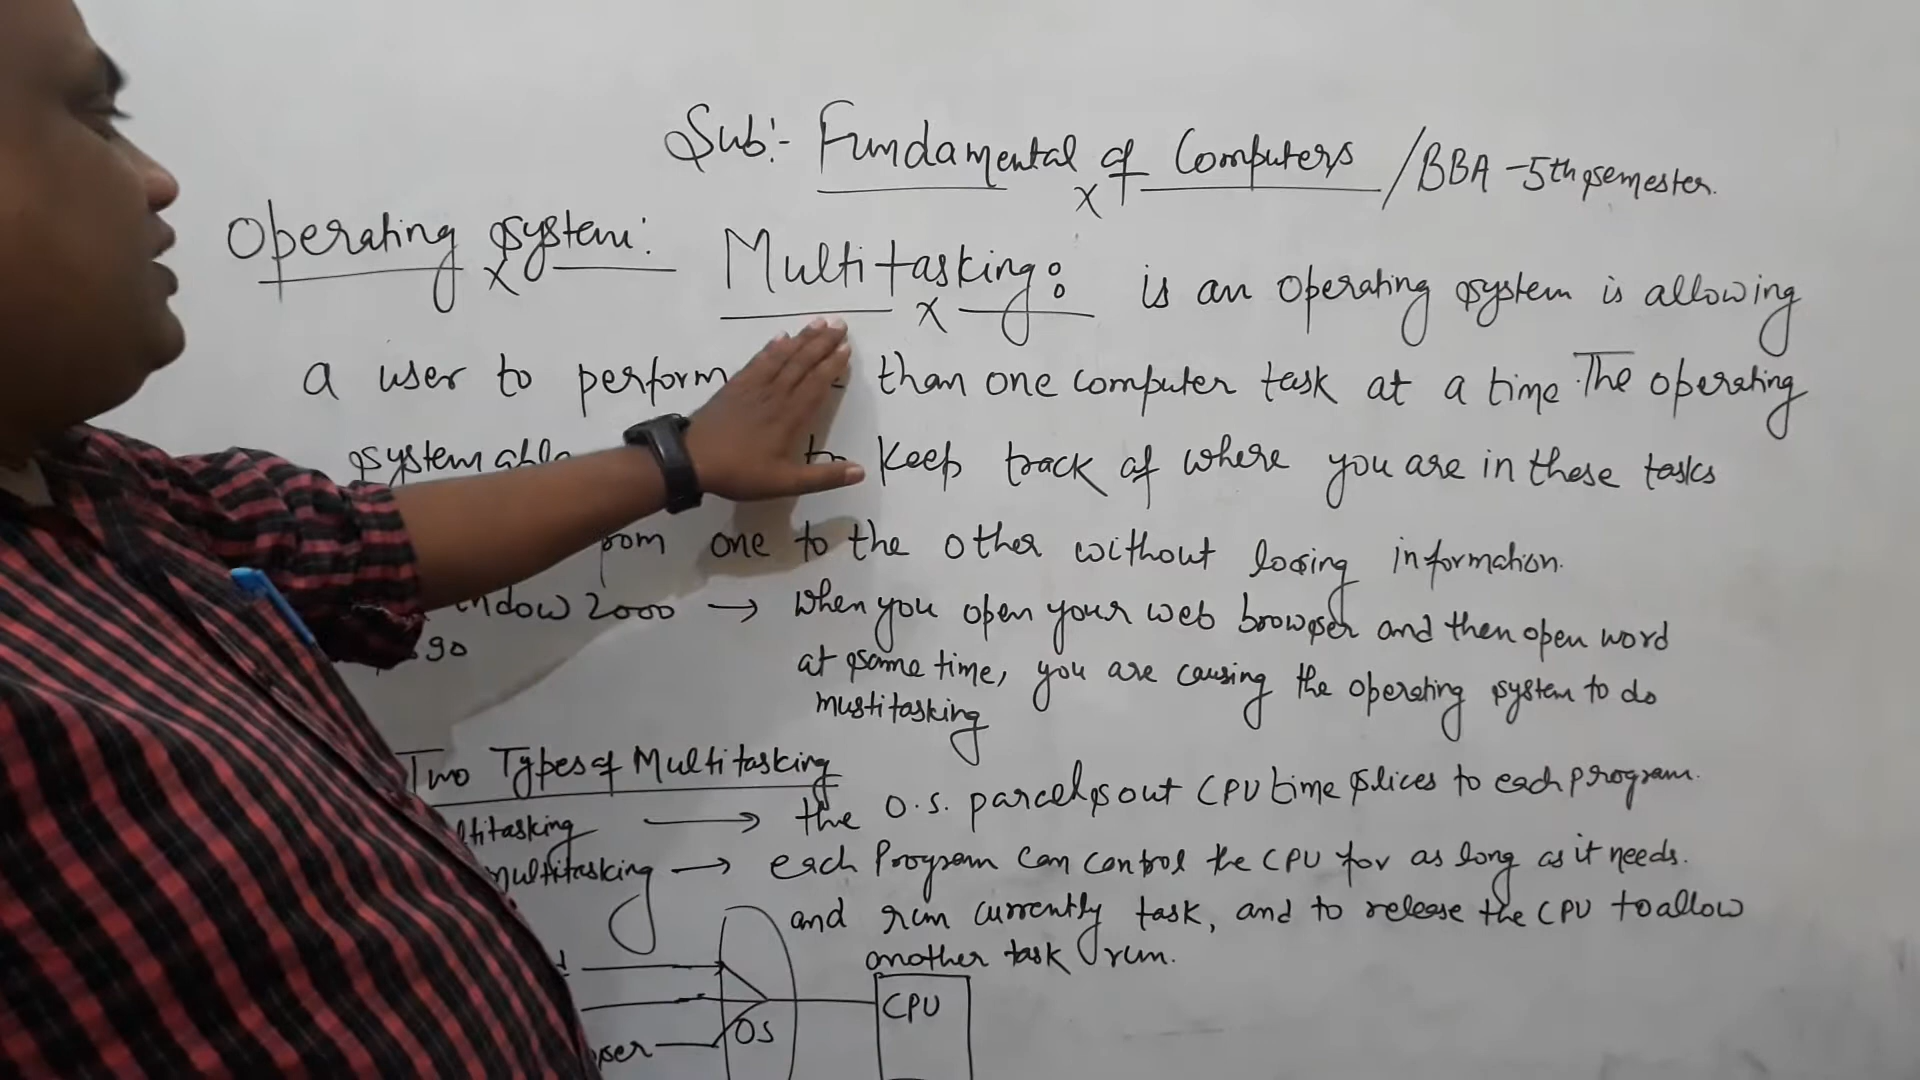 Sub:- Fundamental of Computers / BBA - 5th semester.
Operating system: Multitasking: is an operating system is allowing
a user to perform than one computer task at a time. The operating
system able to keep track of where you are in these tasks
one to the other without loosing information.
2000 → when you open your web browser and then open word
at same time, you are causing the operating system to do
mustitasking
Two Types of Multitasking
→ the O.S. parcels out CPU time slices to each program.
multitasking → each Program can control the CPU for as long as it needs.
and run currently task, and to release the CPU to allow
another task run.
OS
CPU